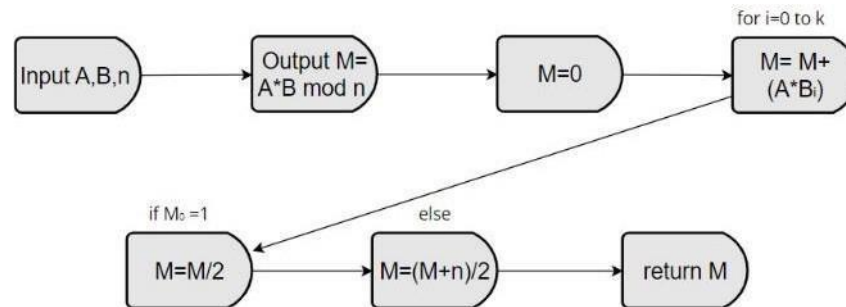 for i=0 to k
Input A,B,n
Output M=
A*B mod n
M=0
M= M+
(A*Bᵢ)
if M₀ =1
else
M=M/2
M=(M+n)/2
return M